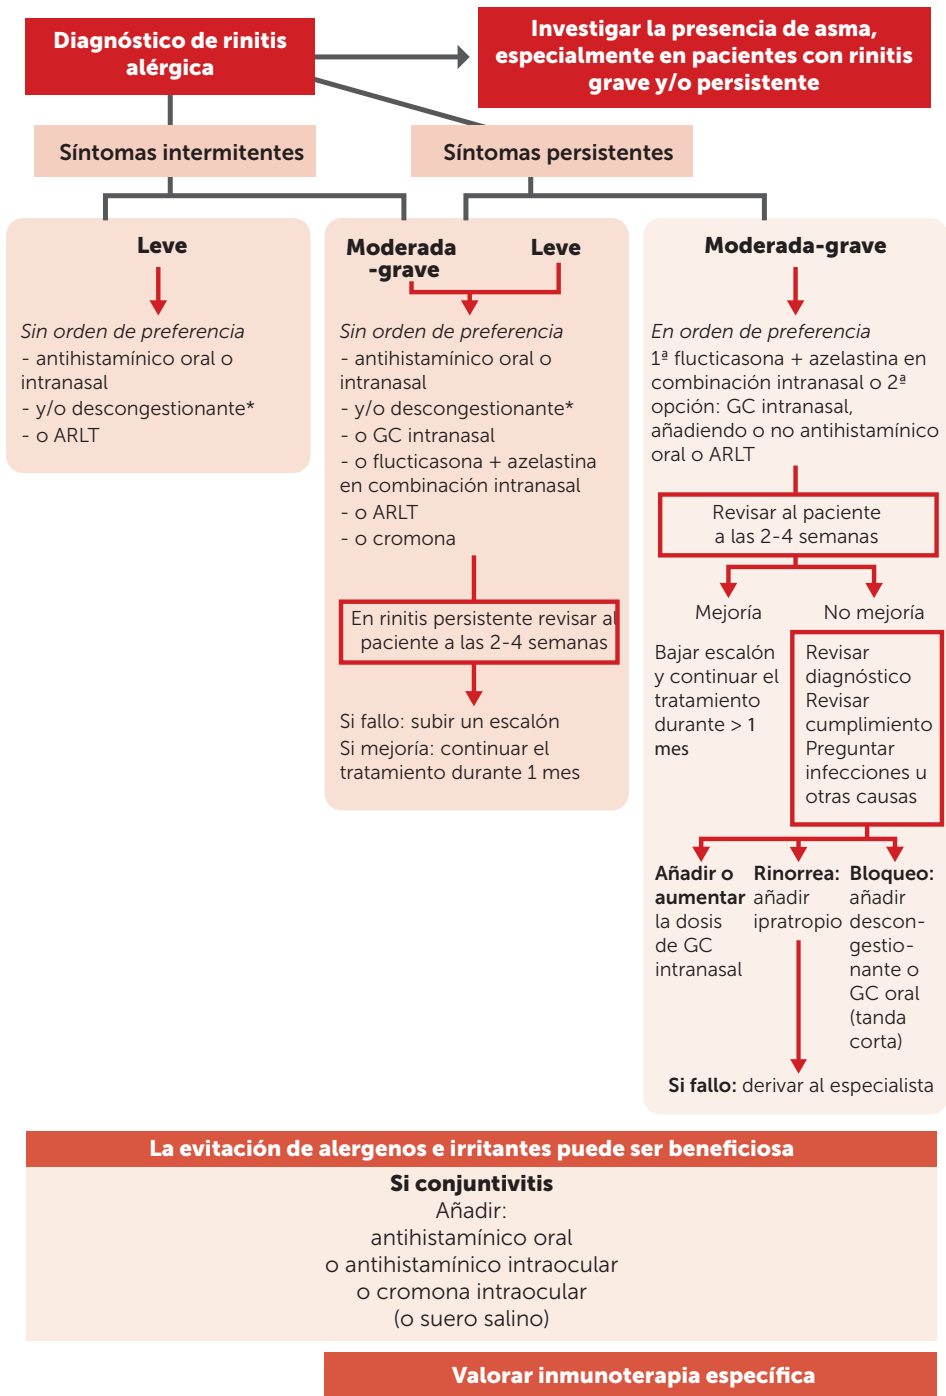 Diagnóstico de rinitis
alérgica
Investigar la presencia de asma,
especialmente en pacientes con rinitis
grave y/o persistente
Síntomas intermitentes
Síntomas persistentes
Leve
Sin orden de preferencia
- antihistamínico oral o
intranasal
- y/o descongestionante*
- o ARLT
Moderada
-grave
Leve
Sin orden de preferencia
- antihistamínico oral o
intranasal
- y/o descongestionante*
- o GC intranasal
- o flucticasona + azelastina
en combinación intranasal
- o ARLT
- o cromona
En rinitis persistente revisar al
paciente a las 2-4 semanas
Si fallo: subir un escalón
Si mejoría: continuar el
tratamiento durante 1 mes
Moderada-grave
En orden de preferencia
1ª flucticasona + azelastina en
combinación intranasal o 2ª
opción: GC intranasal,
añadiendo o no antihistamínico
oral o ARLT
Revisar al paciente
a las 2-4 semanas
Mejoría
No mejoría
Bajar escalón
y continuar el
tratamiento
durante > 1
mes
Revisar
diagnóstico
Revisar
cumplimiento
Preguntar
infecciones u
otras causas
Añadir o
aumentar
la dosis
de GC
intranasal
Rinorrea:
añadir
ipratropio
Bloqueo:
añadir
descon-
gestio-
nante o
GC oral
(tanda
corta)
Si fallo: derivar al especialista
La evitación de alergenos e irritantes puede ser beneficiosa
Si conjuntivitis
Añadir:
antihistamínico oral
o antihistamínico intraocular
o cromona intraocular
(o suero salino)
Valorar inmunoterapia específica